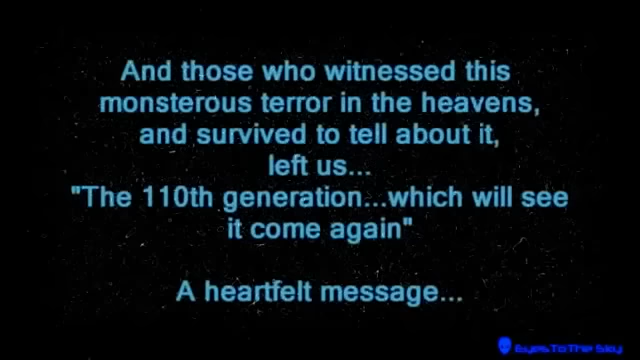 And those who witnessed this
monsterous terror in the heavens,
and survived to tell about it,
left us...
"The 110th generation...which will see
it come again"
A heartfelt message...
EyesToTheSky